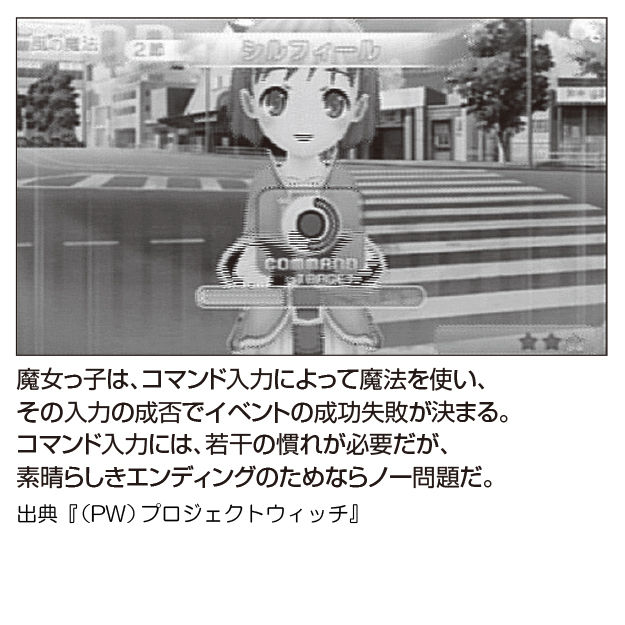 風の魔法
2節
シルフィール
COMMAND
魔女っ子は、コマンド入力によって魔法を使い、
その入力の成否でイベントの成功失敗が決まる。
コマンド入力には、若干の慣れが必要だが、
素晴らしきエンディングのためならノー問題だ。
出典『（PW）プロジェクトウィッチ』